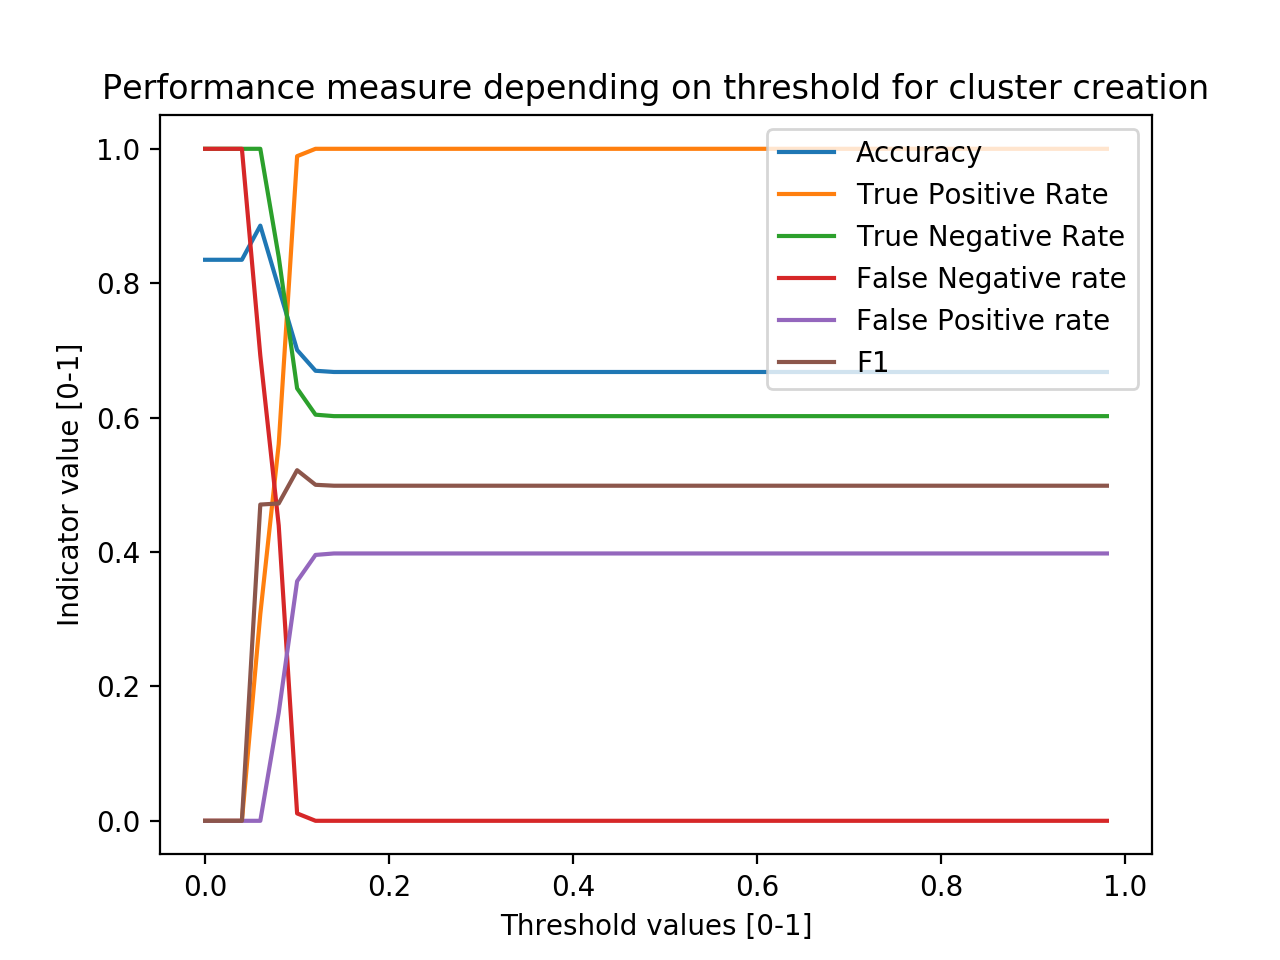 Performance measure depending on threshold for cluster creation
1.0
0.8
0.6
0.4
0.2
0.0
Indicator value [0-1]
Accuracy
True Positive Rate
True Negative Rate
False Negative rate
False Positive rate
F1
0.0 0.2 0.4 0.6 0.8 1.0
Threshold values [0-1]